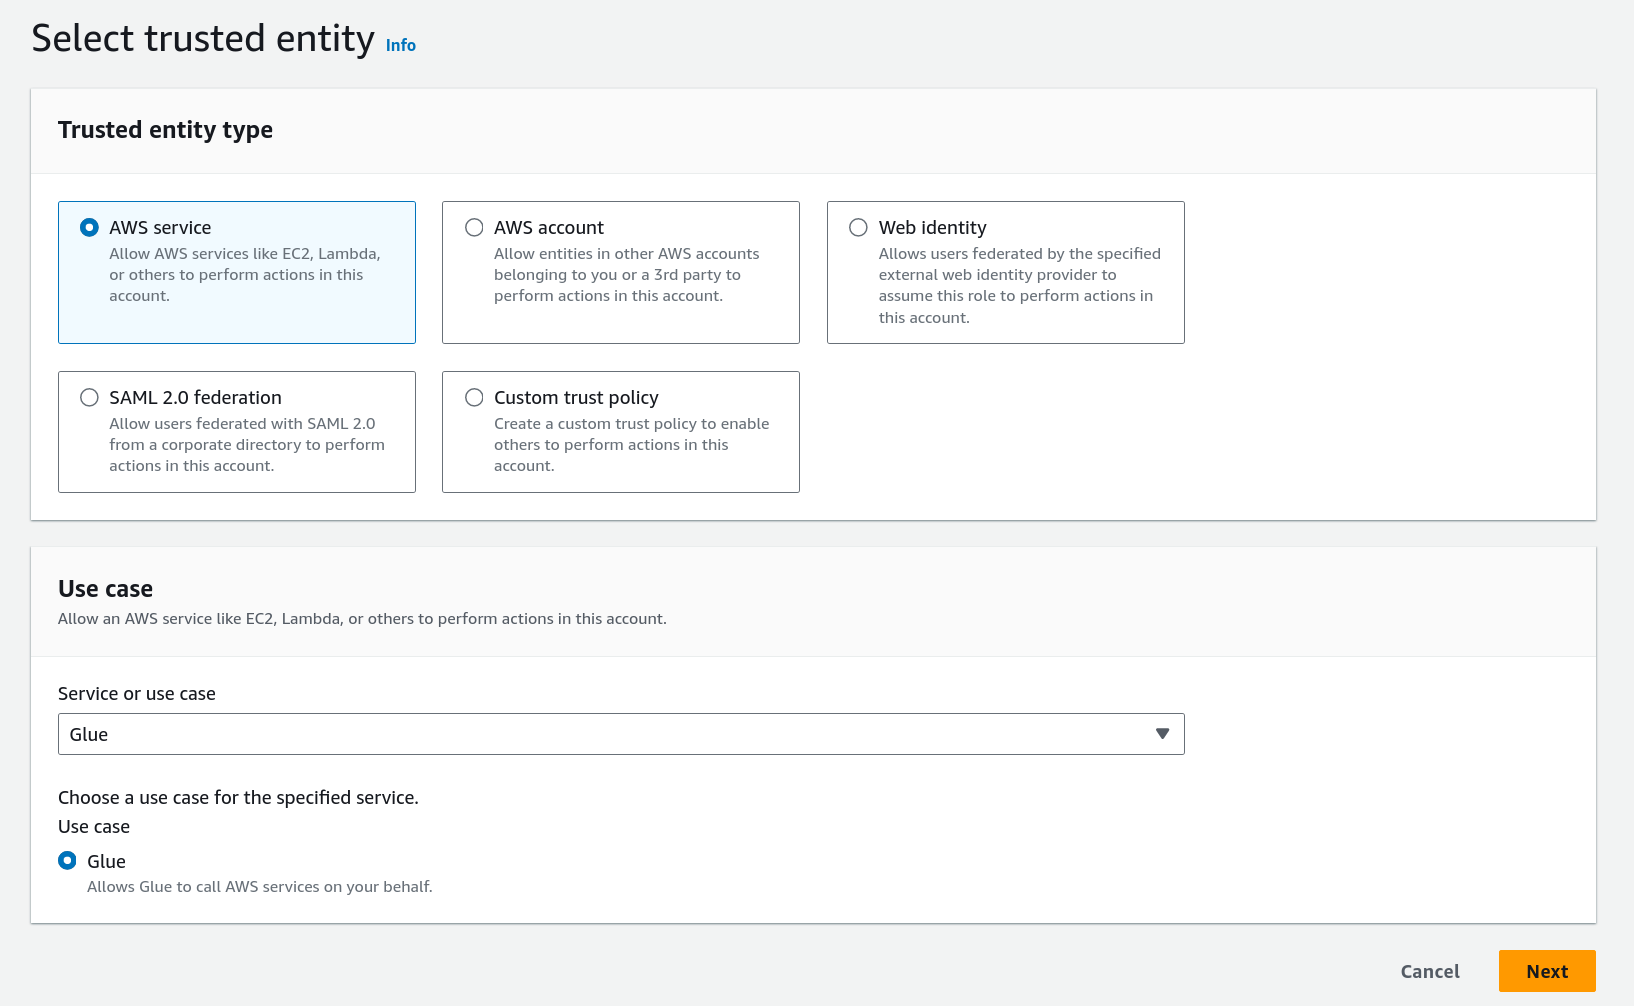 Select trusted entity Info
Trusted entity type
AWS service
Allow AWS services like EC2, Lambda,
or others to perform actions in this
account.
AWS account
Allow entities in other AWS accounts
belonging to you or a 3rd party to
perform actions in this account.
Web identity
Allows users federated by the specified
external web identity provider to
assume this role to perform actions in
this account.
SAML 2.0 federation
Allow users federated with SAML 2.0
from a corporate directory to perform
actions in this account.
Custom trust policy
Create a custom trust policy to enable
others to perform actions in this
account.
Use case
Allow an AWS service like EC2, Lambda, or others to perform actions in this account.
Service or use case
Glue
Choose a use case for the specified service.
Use case
Glue
Allows Glue to call AWS services on your behalf.
Cancel
Next